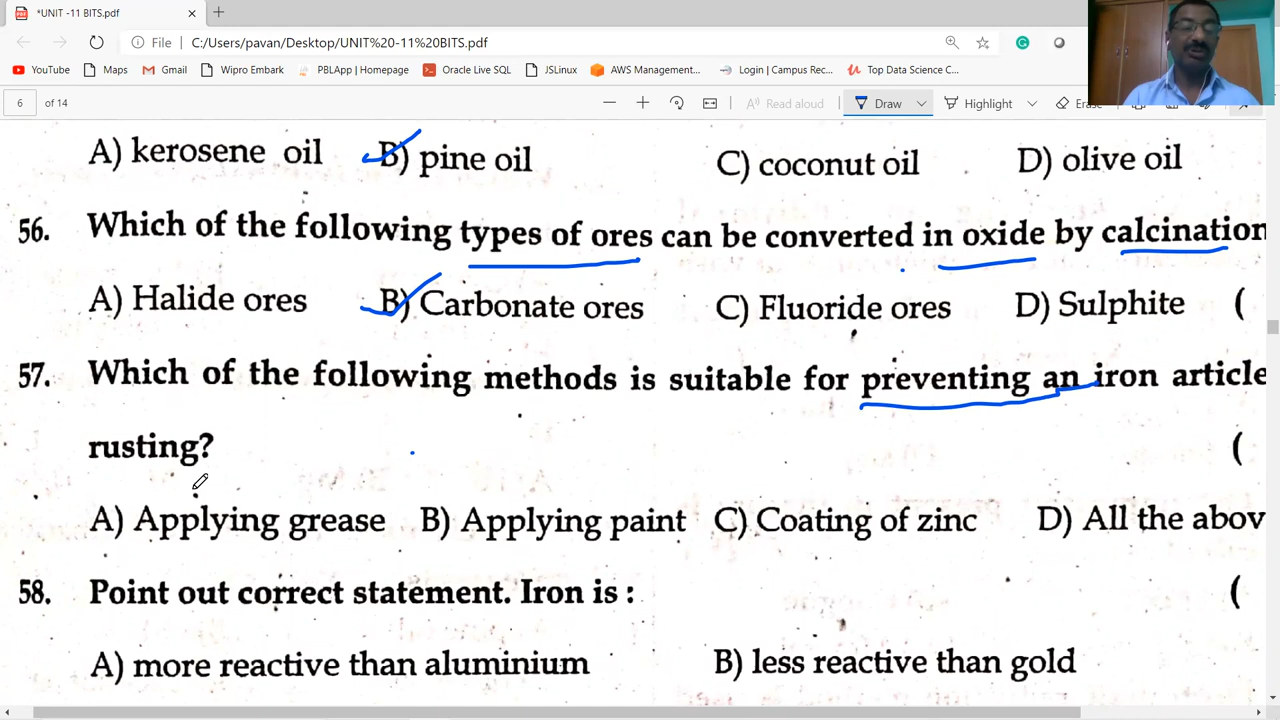 *UNIT -11 BITS.pdf
File C:/Users/pavan/Desktop/UNIT%20-11%20BITS.pdf
YouTube Maps Gmail Wipro Embark PBLApp | Homepage Oracle Live SQL JSLinux AWS Management... Login | Campus Rec... Top Data Science C...
6 of 14 Read aloud Draw Highlight Erase
A) kerosene oil B) pine oil C) coconut oil D) olive oil
56. Which of the following types of ores can be converted in oxide by calcination
A) Halide ores B) Carbonate ores C) Fluoride ores D) Sulphite (
57. Which of the following methods is suitable for preventing an iron article
rusting? (
A) Applying grease B) Applying paint C) Coating of zinc D) All the abov
58. Point out correct statement. Iron is : (
A) more reactive than aluminium B) less reactive than gold